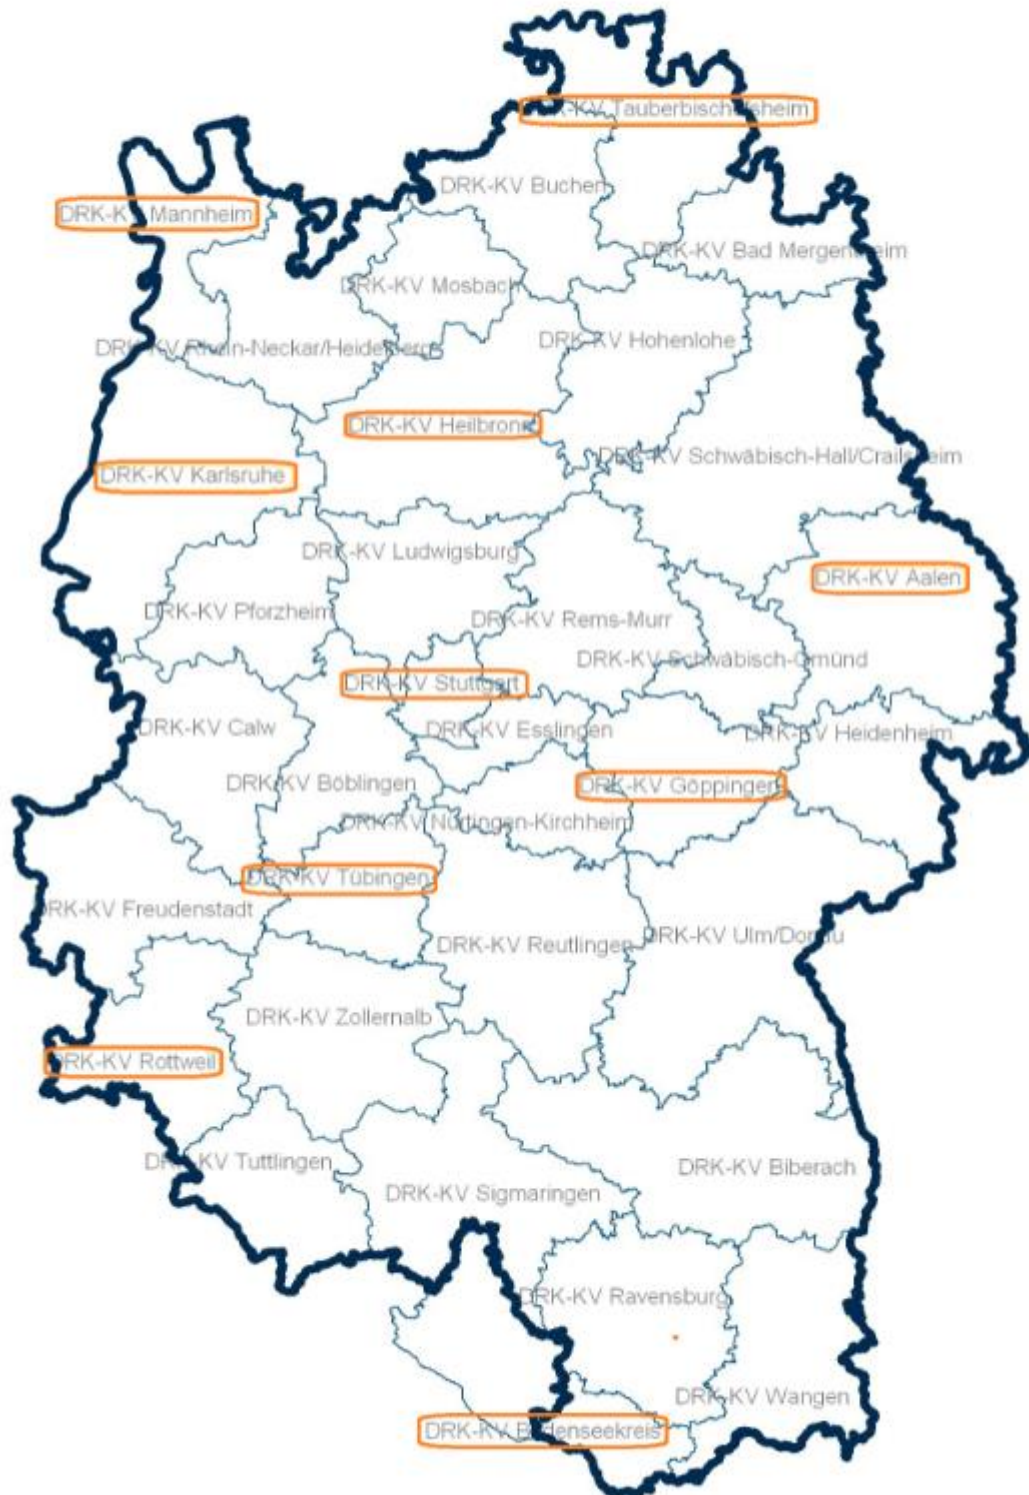 DRK-KV Tauberbischofsheim
DRK-KV Buchen
DRK-KV Mannheim
DRK-KV Bad Mergentheim
DRK-KV Mosbach
DRK-KV Hohenlohe
DRK-KV Rhein-Neckar/Heidelberg
DRK-KV Heilbronn
DRK-KV Schwäbisch-Hall/Crailsheim
DRK-KV Karlsruhe
DRK-KV Ludwigsburg
DRK-KV Aalen
DRK-KV Pforzheim
DRK-KV Rems-Murr
DRK-KV Schwäbisch-Gmünd
DRK-KV Stuttgart
DRK-KV Calw
DRK-KV Esslingen
DRK-KV Heidenheim
DRK-KV Böblingen
DRK-KV Göppingen
DRK-KV Nürtingen-Kirchheim
DRK-KV Tübingen
DRK-KV Freudenstadt
DRK-KV Reutlingen
DRK-KV Ulm/Donau
DRK-KV Zollernalb
DRK-KV Rottweil
DRK-KV Tuttlingen
DRK-KV Biberach
DRK-KV Sigmaringen
DRK-KV Ravensburg
DRK-KV Wangen
DRK-KV Bodenseekreis